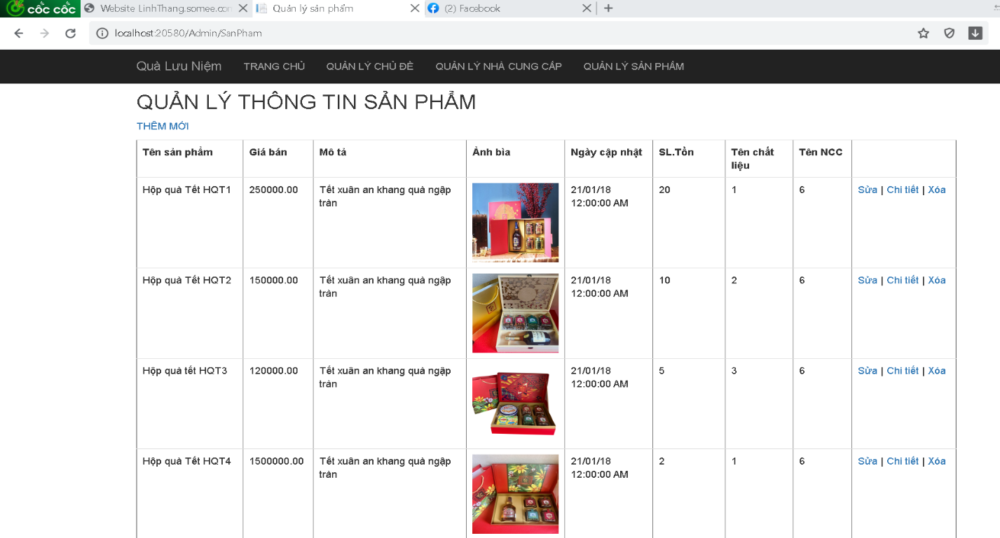 cốc cốc
Website LinhThang.somee.con
Quản lý sản phẩm
(2) Facebook
localhost:20580/Admin/SanPham
Quà Lưu Niệm TRANG CHỦ QUẢN LÝ CHỦ ĐỀ QUẢN LÝ NHÀ CUNG CẤP QUẢN LÝ SẢN PHẨM
QUẢN LÝ THÔNG TIN SẢN PHẨM
THÊM MỚI
Tên sản phẩm Giá bán Mô tả Ảnh bìa Ngày cập nhật SL.Tồn Tên chất Tên NCC
liệu
Hộp quà Tết HQT1 250000.00 Tết xuân an khang quà ngập 21/01/18 20 1 6 Sửa | Chi tiết | Xóa
tràn 12:00:00 AM
Hộp quà Tết HQT2 150000.00 Tết xuân an khang quà ngập 21/01/18 10 2 6 Sửa | Chi tiết | Xóa
tràn 12:00:00 AM
Hộp quà tết HQT3 120000.00 Tết xuân an khang quà ngập 21/01/18 5 3 6 Sửa | Chi tiết | Xóa
tràn 12:00:00 AM
Hộp quà Tết HQT4 1500000.00 Tết xuân an khang quà ngập 21/01/18 2 1 6 Sửa | Chi tiết | Xóa
tràn 12:00:00 AM